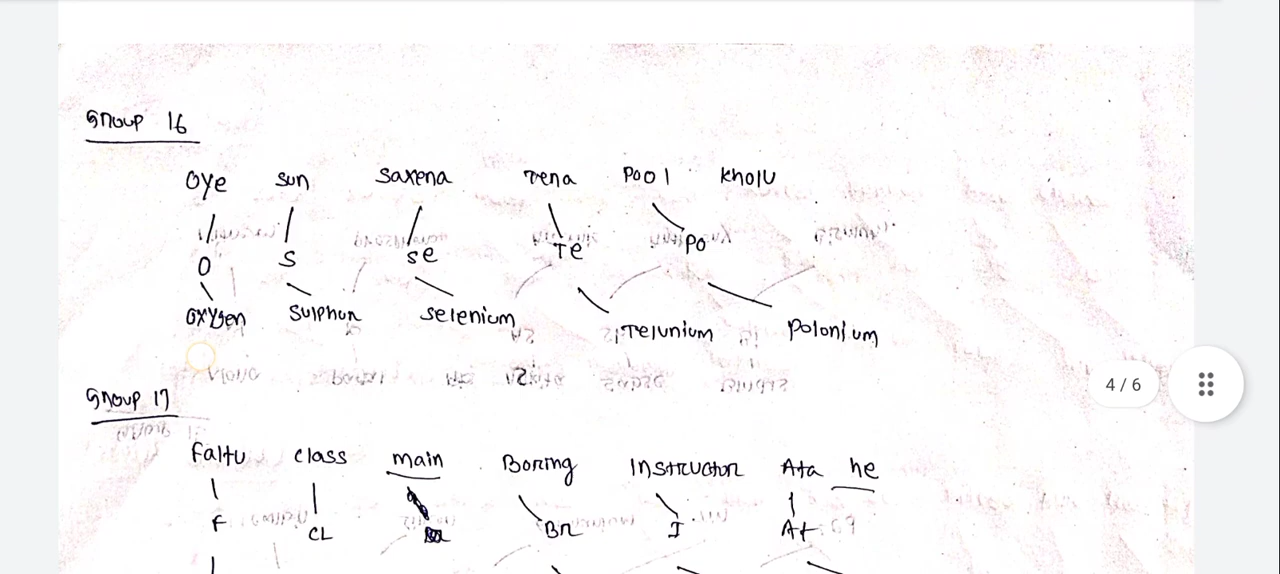 Group 16
Oye sun saxena Tena Pool kholu
O S Se Te Po
Oxygen Sulphur Selenium Telunium Polonium
Group 17
Faltu class main Boring Instructor Ata he
F CL Br I At
4 / 6